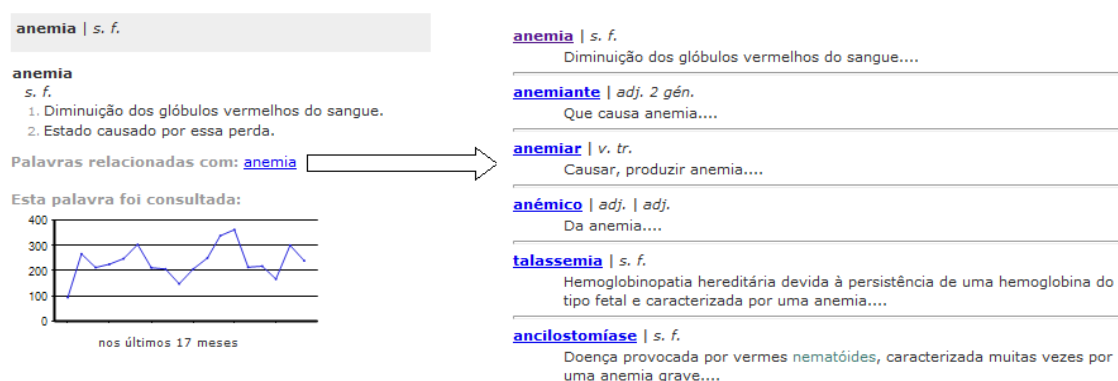 anemia | s. f.
anemia
s. f.
1. Diminuição dos glóbulos vermelhos do sangue.
2. Estado causado por essa perda.
Palavras relacionadas com: anemia
Esta palavra foi consultada:
400
300
200
100
0
nos últimos 17 meses
anemia | s. f.
Diminuição dos glóbulos vermelhos do sangue....
anemiante | adj. 2 gén.
Que causa anemia....
anemiar | v. tr.
Causar, produzir anemia....
anémico | adj. | adj.
Da anemia....
talassemia | s. f.
Hemoglobinopatia hereditária devida à persistência de uma hemoglobina do
tipo fetal e caracterizada por uma anemia....
ancilostomíase | s. f.
Doença provocada por vermes nematóides, caracterizada muitas vezes por
uma anemia grave....